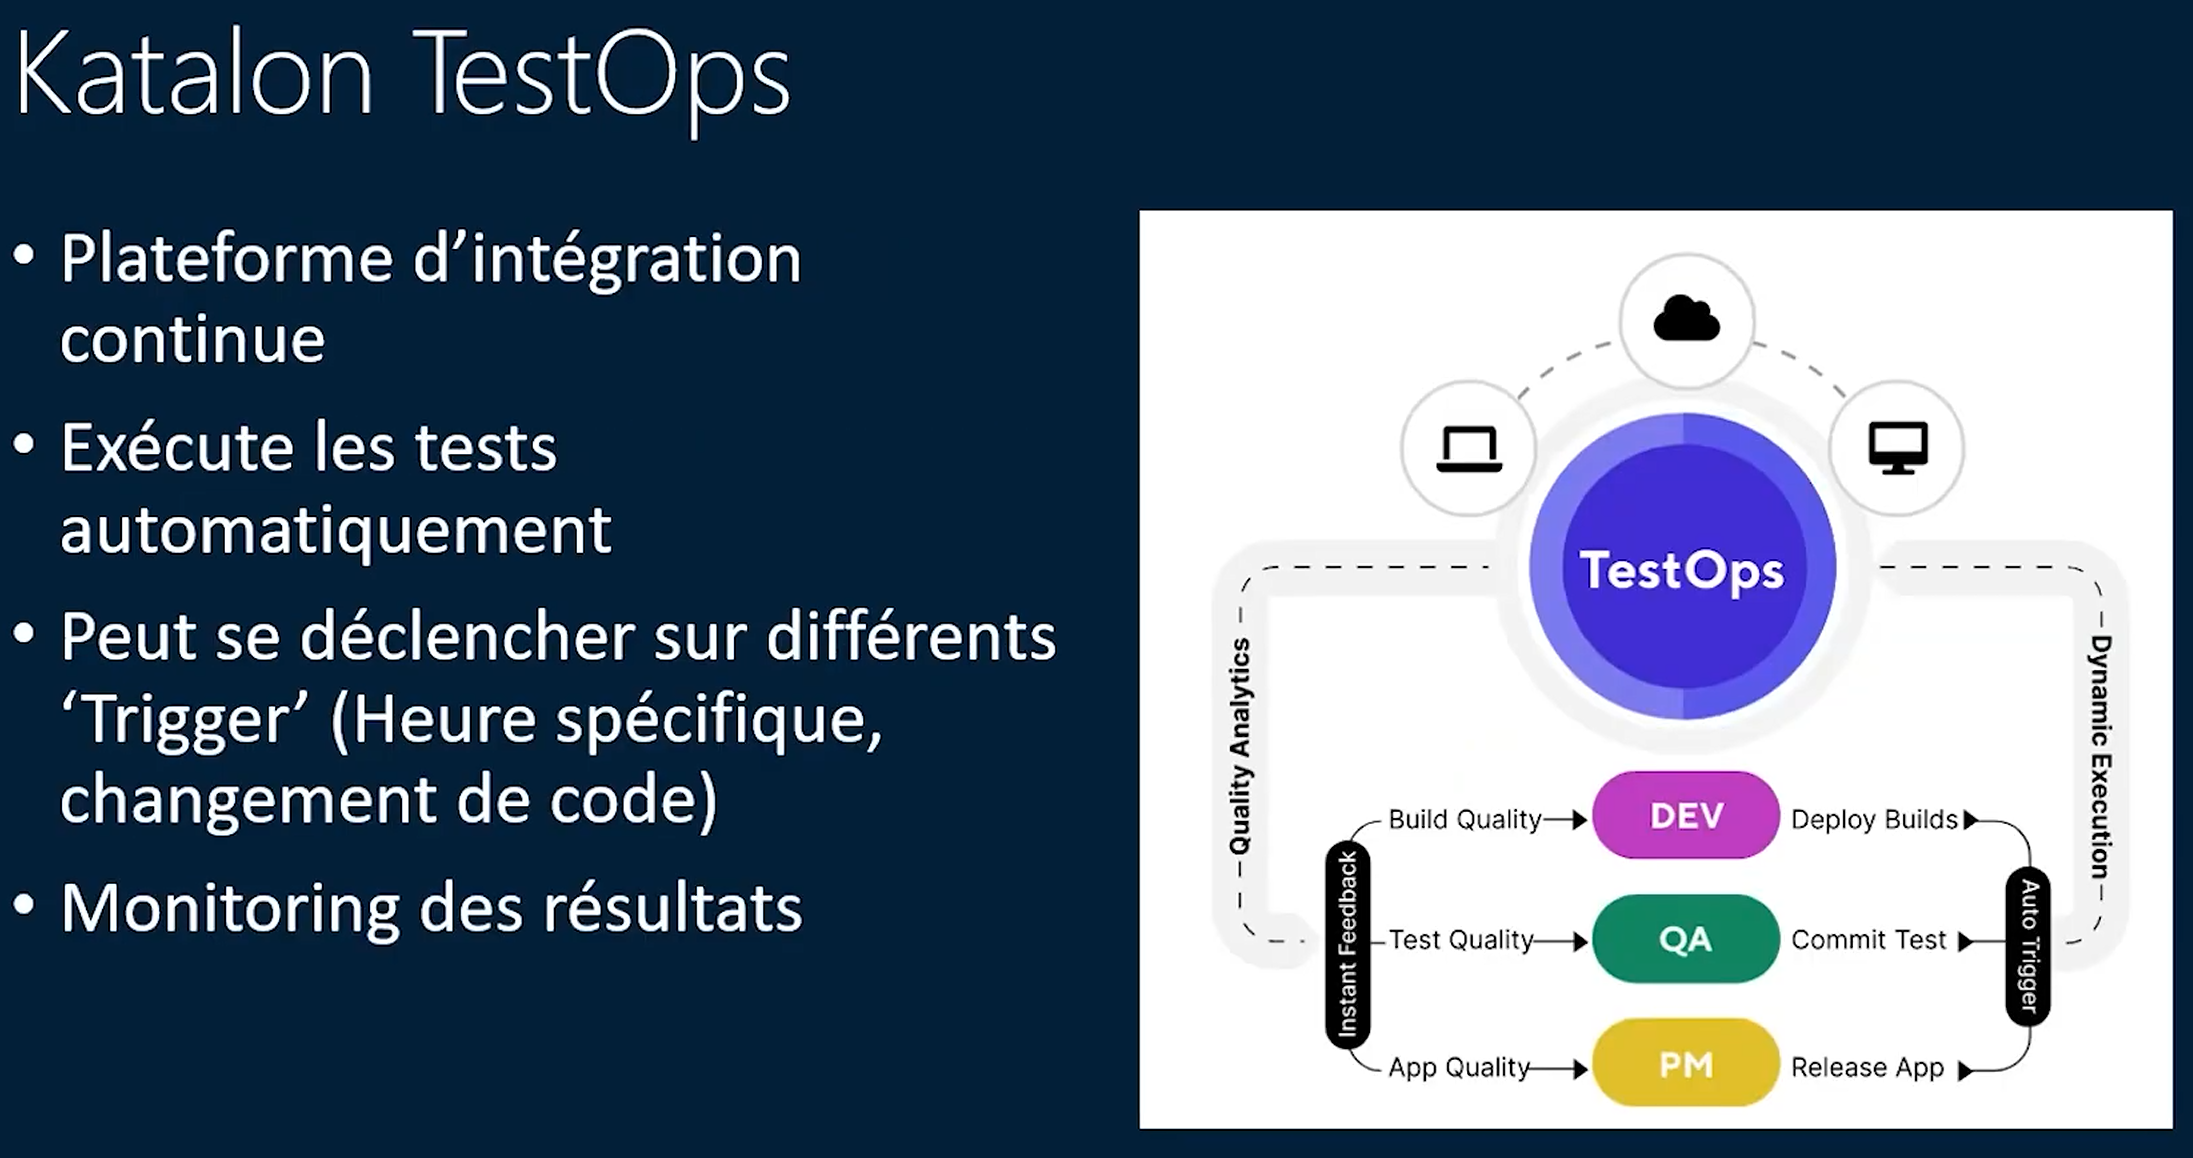 Katalon TestOps
• Plateforme d’intégration
continue
• Exécute les tests
automatiquement
• Peut se déclencher sur différents
‘Trigger’ (Heure spécifique,
changement de code)
• Monitoring des résultats
TestOps
Quality Analytics
Dynamic Execution
Instant Feedback
Build Quality
DEV
Deploy Builds
Test Quality
QA
Commit Test
App Quality
PM
Release App
Auto Trigger